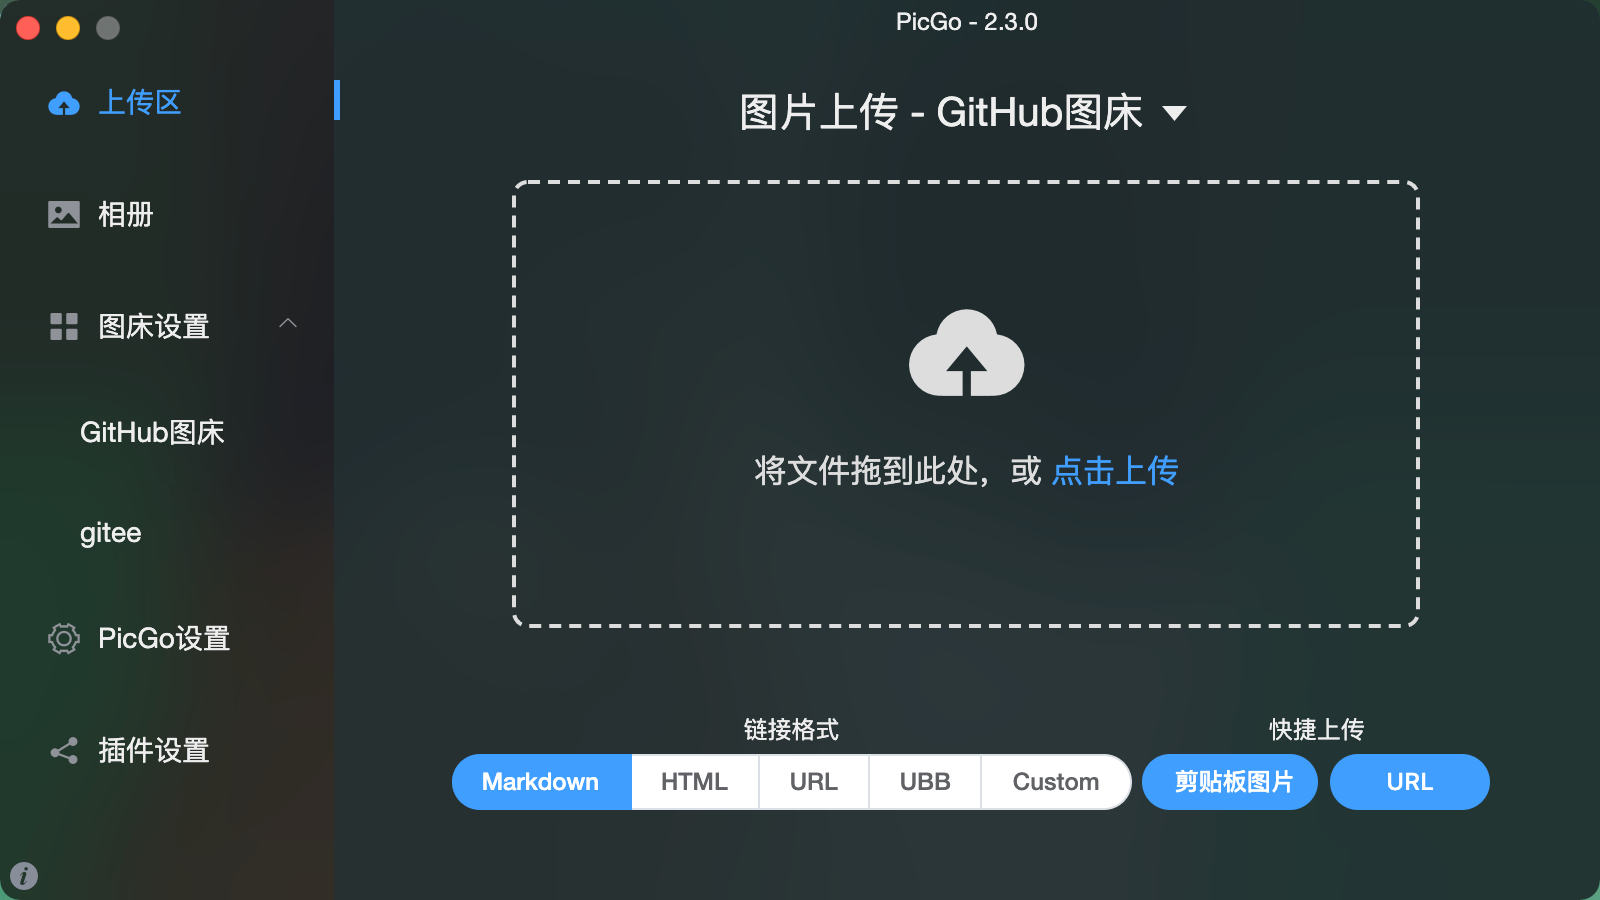 PicGo - 2.3.0
上传区
相册
图床设置
GitHub图床
gitee
PicGo设置
插件设置
图片上传 - GitHub图床
将文件拖到此处，或 点击上传
链接格式
Markdown HTML URL UBB Custom
快捷上传
剪贴板图片 URL